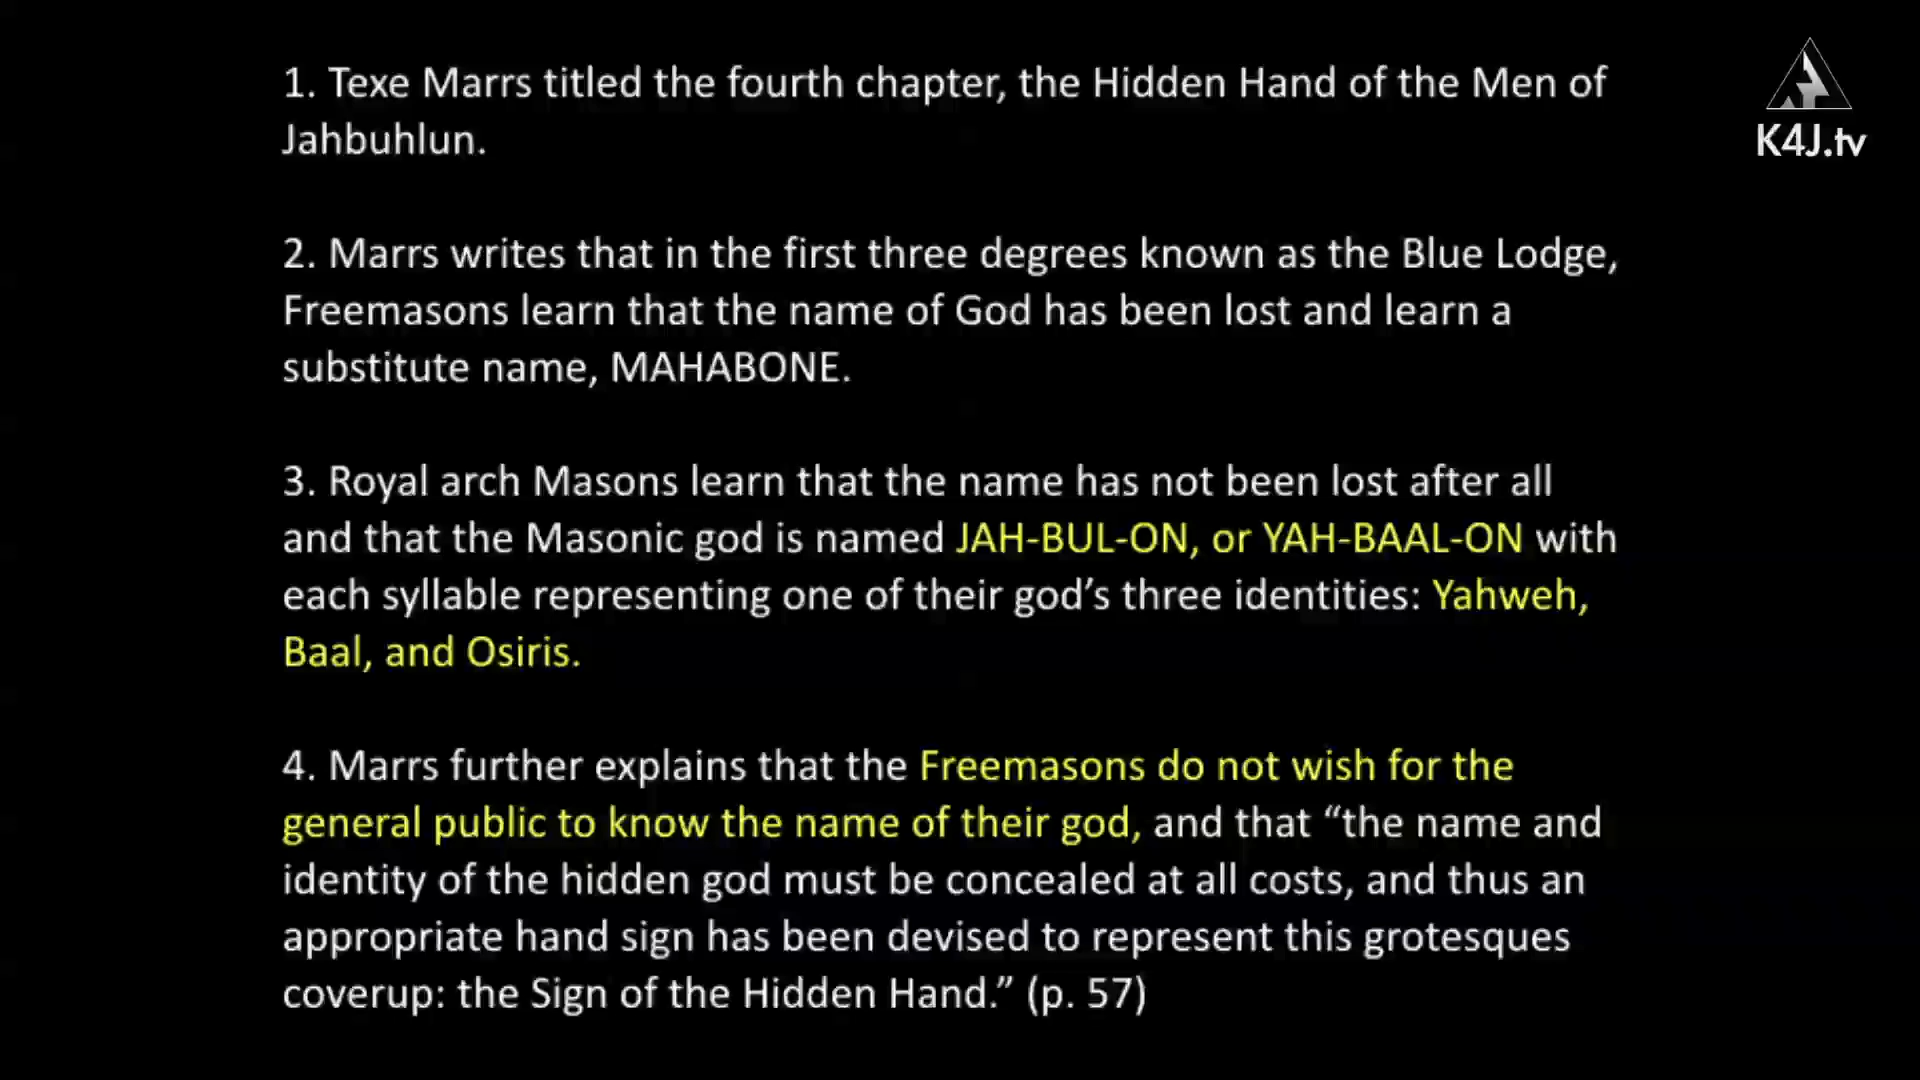 1. Texe Marrs titled the fourth chapter, the Hidden Hand of the Men of
Jahbuhlun.
2. Marrs writes that in the first three degrees known as the Blue Lodge,
Freemasons learn that the name of God has been lost and learn a
substitute name, MAHABONE.
3. Royal arch Masons learn that the name has not been lost after all
and that the Masonic god is named JAH-BUL-ON, or YAH-BAAL-ON with
each syllable representing one of their god’s three identities: Yahweh,
Baal, and Osiris.
4. Marrs further explains that the Freemasons do not wish for the
general public to know the name of their god, and that “the name and
identity of the hidden god must be concealed at all costs, and thus an
appropriate hand sign has been devised to represent this grotesques
coverup: the Sign of the Hidden Hand.” (p. 57)
K4J.tv